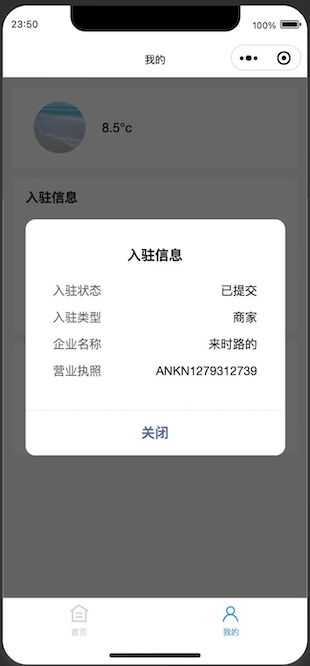 23:50
100%
我的
8.5°c
入驻信息
入驻信息
入驻状态 已提交
入驻类型 商家
企业名称 来时路的
营业执照 ANKN1279312739
关闭
首页 我的